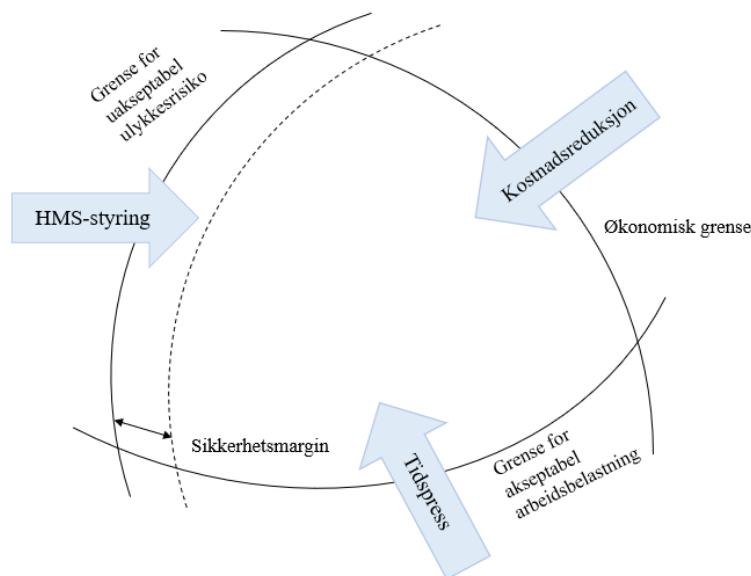 Grense for
uakseptabel
ulykkesrisiko
Kostnadsreduksjon
HMS-styring
Økonomisk grense
Sikkerhetsmargin
Tidspress
Grense for
akseptabel
arbeidsbelastning